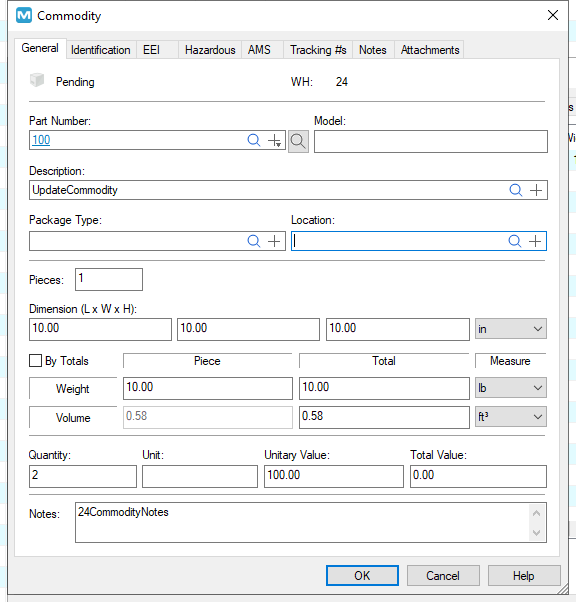 Commodity
General Identification EEI Hazardous AMS Tracking #s Notes Attachments
Pending WH: 24
Part Number: Model:
100
Description:
UpdateCommodity
Package Type: Location:
Pieces: 1
Dimension (L x W x H):
10.00 10.00 10.00 in
By Totals Piece Total Measure
Weight 10.00 10.00 lb
Volume 0.58 0.58 ft³
Quantity: Unit: Unitary Value: Total Value:
2 100.00 0.00
Notes: 24CommodityNotes
OK Cancel Help